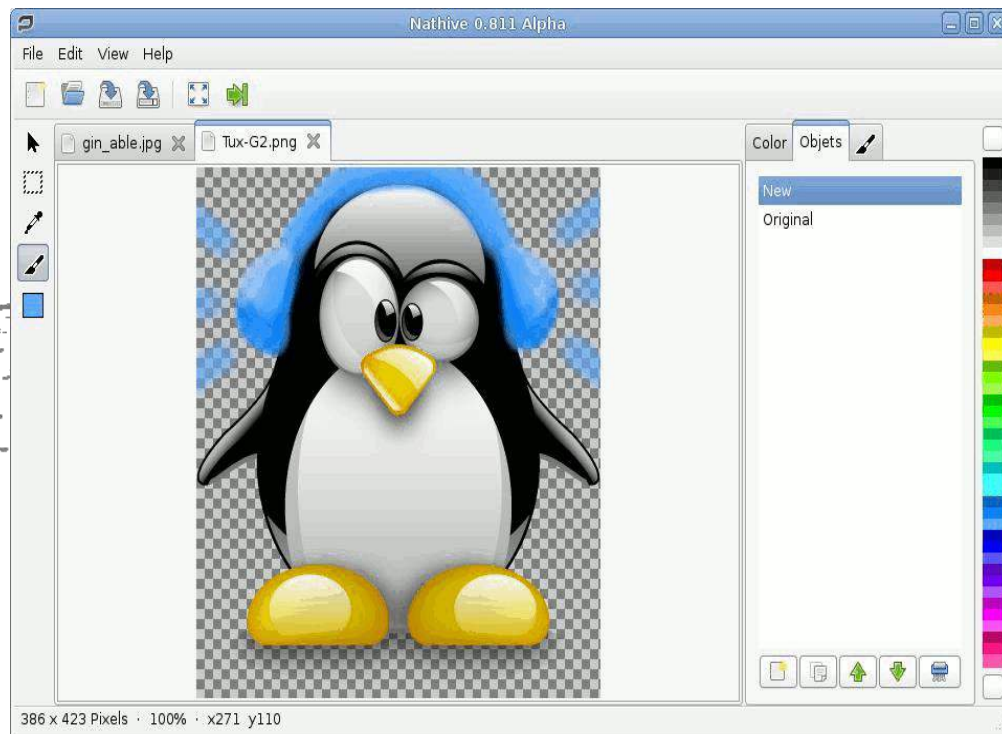 Nathive 0.811 Alpha
File Edit View Help
gin_able.jpg Tux-G2.png
Color Objets
New
Original
386 x 423 Pixels · 100% · x271 y110